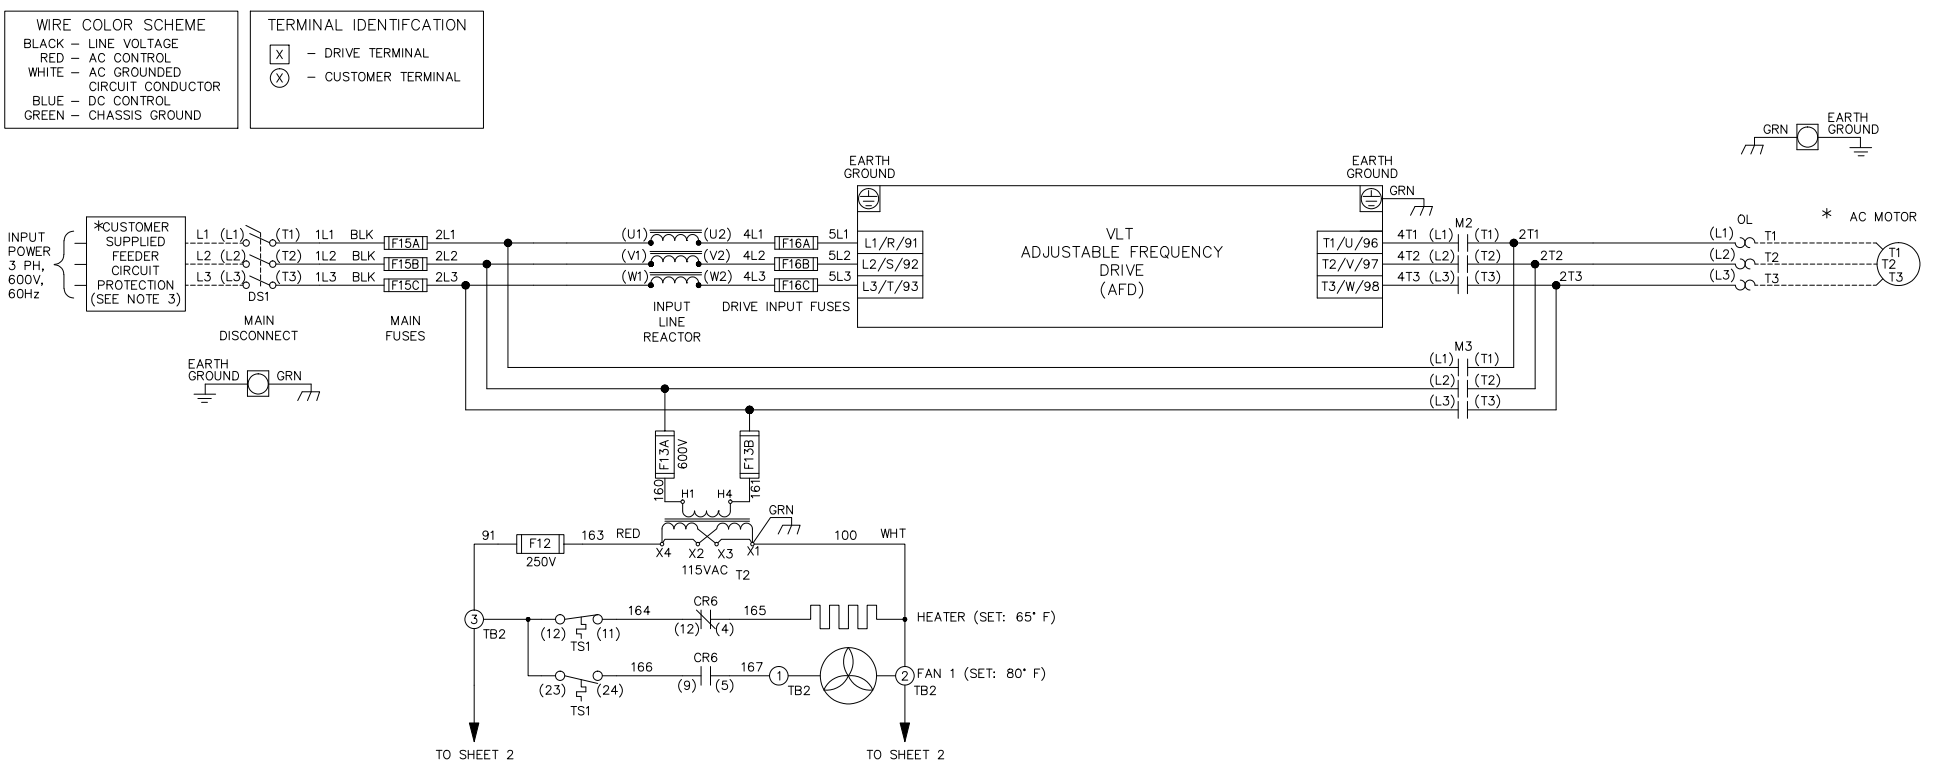 WIRE COLOR SCHEME
BLACK – LINE VOLTAGE
RED – AC CONTROL
WHITE – AC GROUNDED
CIRCUIT CONDUCTOR
BLUE – DC CONTROL
GREEN – CHASSIS GROUND
TERMINAL IDENTIFCATION
X – DRIVE TERMINAL
X – CUSTOMER TERMINAL
GRN
EARTH
GROUND
EARTH
GROUND
EARTH
GROUND
GRN
INPUT
POWER
3 PH,
600V,
60Hz
*CUSTOMER
SUPPLIED
FEEDER
CIRCUIT
PROTECTION
(SEE NOTE 3)
L1 (L1) (T1) 1L1 BLK F15A 2L1
L2 (L2) (T2) 1L2 BLK F15B 2L2
L3 (L3) (T3) 1L3 BLK F15C 2L3
DS1
MAIN
DISCONNECT
MAIN
FUSES
(U1) (U2) 4L1 F16A 5L1 L1/R/91
(V1) (V2) 4L2 F16B 5L2 L2/S/92
(W1) (W2) 4L3 F16C 5L3 L3/T/93
INPUT
LINE
REACTOR
DRIVE INPUT FUSES
VLT
ADJUSTABLE FREQUENCY
DRIVE
(AFD)
M2
T1/U/96 4T1 (L1) (T1) 2T1
T2/V/97 4T2 (L2) (T2) 2T2
T3/W/98 4T3 (L3) (T3) 2T3
OL
(L1) T1
(L2) T2
(L3) T3
* AC MOTOR
T1
T2
T3
M3
(L1) (T1)
(L2) (T2)
(L3) (T3)
EARTH
GROUND
GRN
F13A
600V
F13B
160
161
H1 H4
GRN
91 F12 163 RED
250V
X4 X2 X3 X1
100 WHT
115VAC T2
3
TB2
(12) (11)
TS1
164
CR6
(12) (4)
165
HEATER (SET: 65° F)
(23) (24)
TS1
166
CR6
(9) (5)
167
1
TB2
2
TB2
FAN 1 (SET: 80° F)
TO SHEET 2
TO SHEET 2